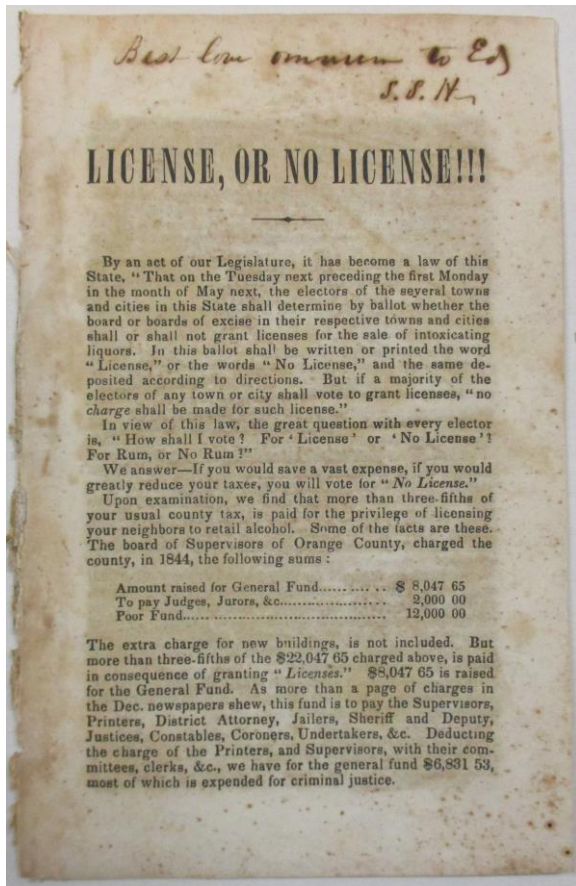 Best love to Ed
S. S. N.
LICENSE, OR NO LICENSE!!!
By an act of our Legislature, it has become a law of this
State, "That on the Tuesday next preceding the first Monday
in the month of May next, the electors of the several towns
and cities in this State shall determine by ballot whether the
board or boards of excise in their respective towns and cities
shall or shall not grant licenses for the sale of intoxicating
liquors. In this ballot shall be written or printed the word
"License," or the words "No License," and the same de-
posited according to directions. But if a majority of the
electors of any town or city shall vote to grant licenses, "no
charge shall be made for such license."
In view of this law, the great question with every elector
is, "How shall I vote? For 'License' or 'No License'?
For Rum, or No Rum?"
We answer—If you would save a vast expense, if you would
greatly reduce your taxes, you will vote for "No License."
Upon examination, we find that more than three-fifths of
your usual county tax, is paid for the privilege of licensing
your neighbors to retail alcohol. Some of the facts are these.
The board of Supervisors of Orange County, charged the
county, in 1844, the following sums:
Amount raised for General Fund........... $ 8,047 65
To pay Judges, Jurors, &c..................... 2,000 00
Poor Fund........................................ 12,000 00
The extra charge for new buildings, is not included. But
more than three-fifths of the $22,047 65 charged above, is paid
in consequence of granting "Licenses." $8,047 65 is raised
for the General Fund. As more than a page of charges in
the Dec. newspapers shew, this fund is to pay the Supervisors,
Printers, District Attorney, Jailers, Sheriff and Deputy,
Justices, Constables, Coroners, Undertakers, &c. Deducting
the charge of the Printers, and Supervisors, with their com-
mittees, clerks, &c., we have for the general fund $6,831 53,
most of which is expended for criminal justice.